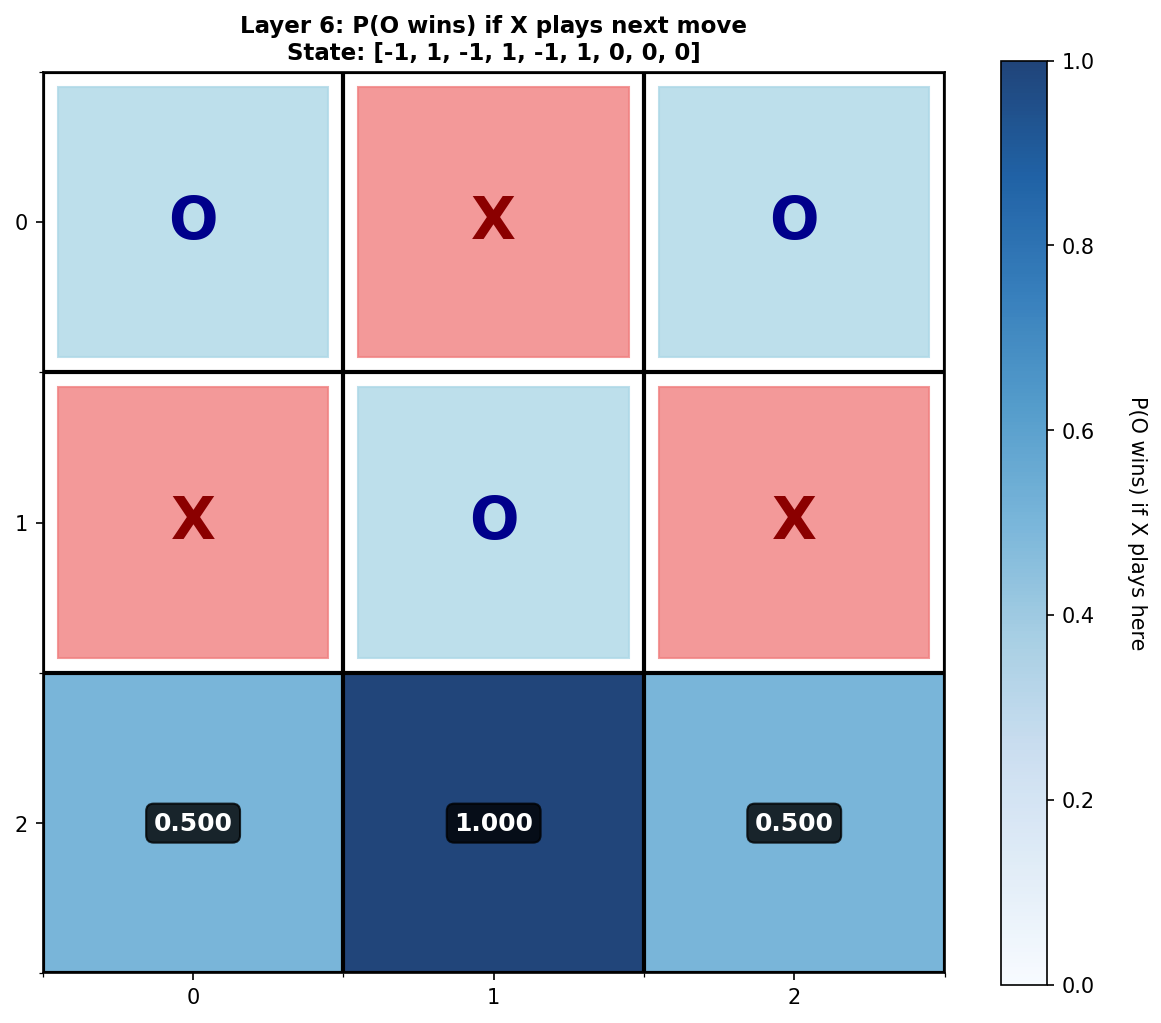 Layer 6: P(O wins) if X plays next move
State: [-1, 1, -1, 1, -1, 1, 0, 0, 0]
0
O
X
O
1
X
O
X
2
0.500
1.000
0.500
0
1
2
1.0
0.8
0.6
0.4
0.2
0.0
P(O wins) if X plays here